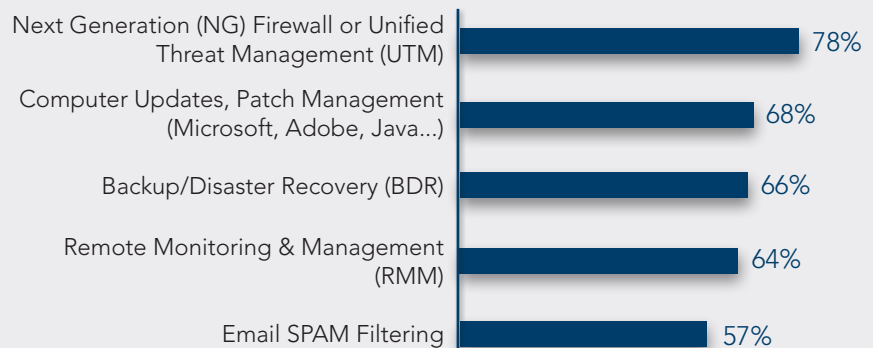 Next Generation (NG) Firewall or Unified
Threat Management (UTM)
78%
Computer Updates, Patch Management
(Microsoft, Adobe, Java...)
68%
Backup/Disaster Recovery (BDR)
66%
Remote Monitoring & Management
(RMM)
64%
Email SPAM Filtering
57%